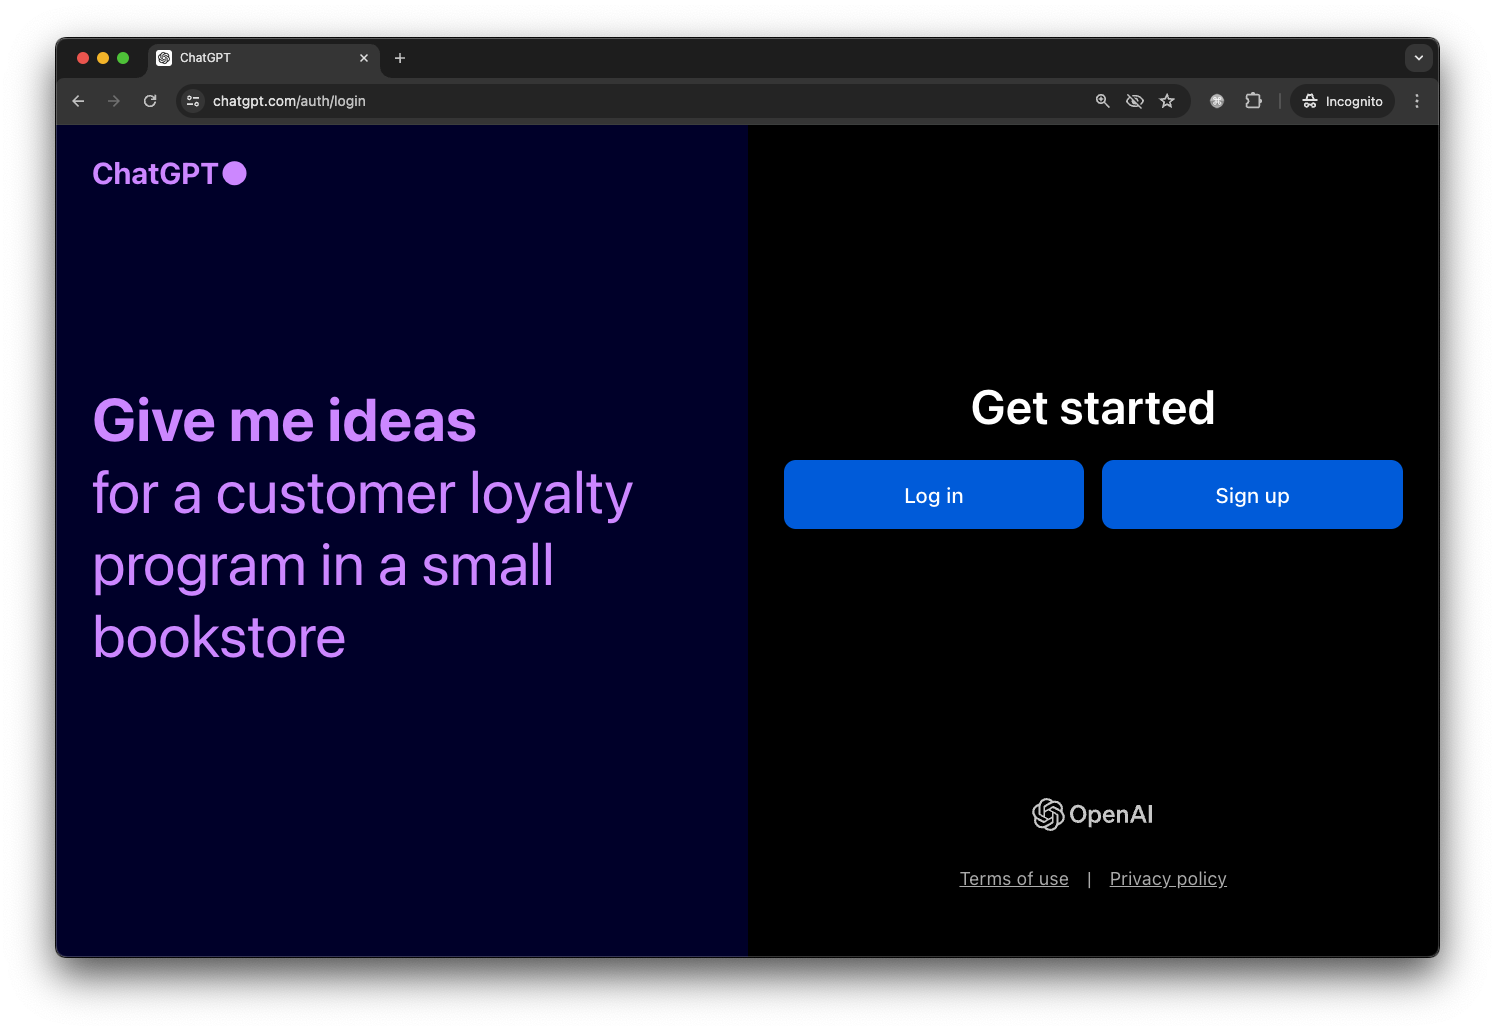 ChatGPT
chatgpt.com/auth/login
Incognito
ChatGPT
Give me ideas
for a customer loyalty
program in a small
bookstore
Get started
Log in
Sign up
OpenAI
Terms of use | Privacy policy